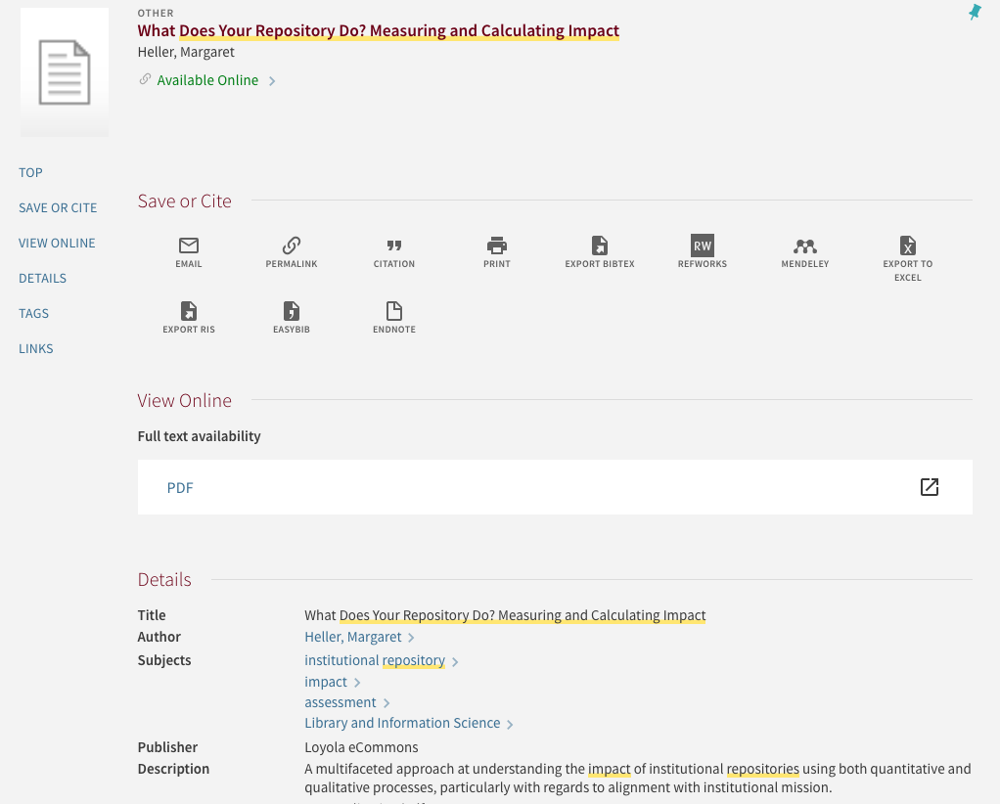 OTHER
What Does Your Repository Do? Measuring and Calculating Impact
Heller, Margaret
Available Online
TOP
SAVE OR CITE
VIEW ONLINE
DETAILS
TAGS
LINKS
Save or Cite
EMAIL
PERMALINK
CITATION
PRINT
EXPORT BIBTEX
RW
REFWORKS
MENDELEY
EXPORT TO
EXCEL
EXPORT RIS
EASYBIB
ENDNOTE
View Online
Full text availability
PDF
Details
Title What Does Your Repository Do? Measuring and Calculating Impact
Author Heller, Margaret
Subjects institutional repository
impact
assessment
Library and Information Science
Publisher Loyola eCommons
Description A multifaceted approach at understanding the impact of institutional repositories using both quantitative and
qualitative processes, particularly with regards to alignment with institutional mission.